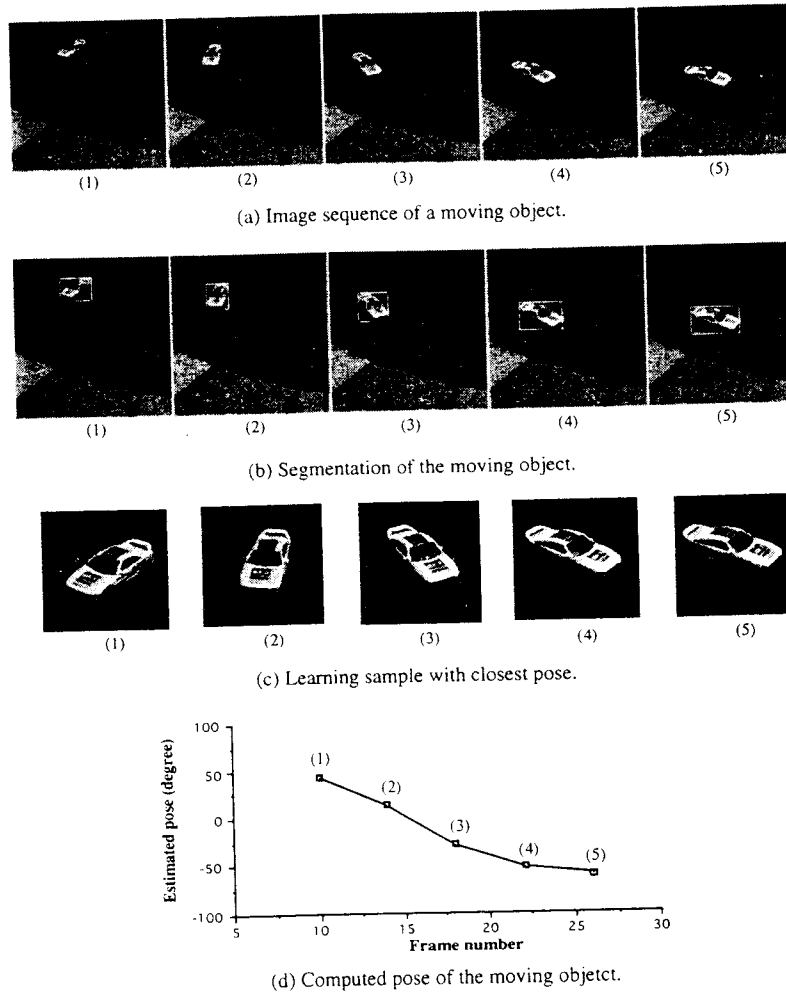 (1) (2) (3) (4) (5)
(a) Image sequence of a moving object.
(1) (2) (3) (4) (5)
(b) Segmentation of the moving object.
(1) (2) (3) (4) (5)
(c) Learning sample with closest pose.
Estimated pose (degree)
100
50
0
-50
-100
(1)
(2)
(3)
(4)
(5)
5 10 15 20 25 30
Frame number
(d) Computed pose of the moving objetct.